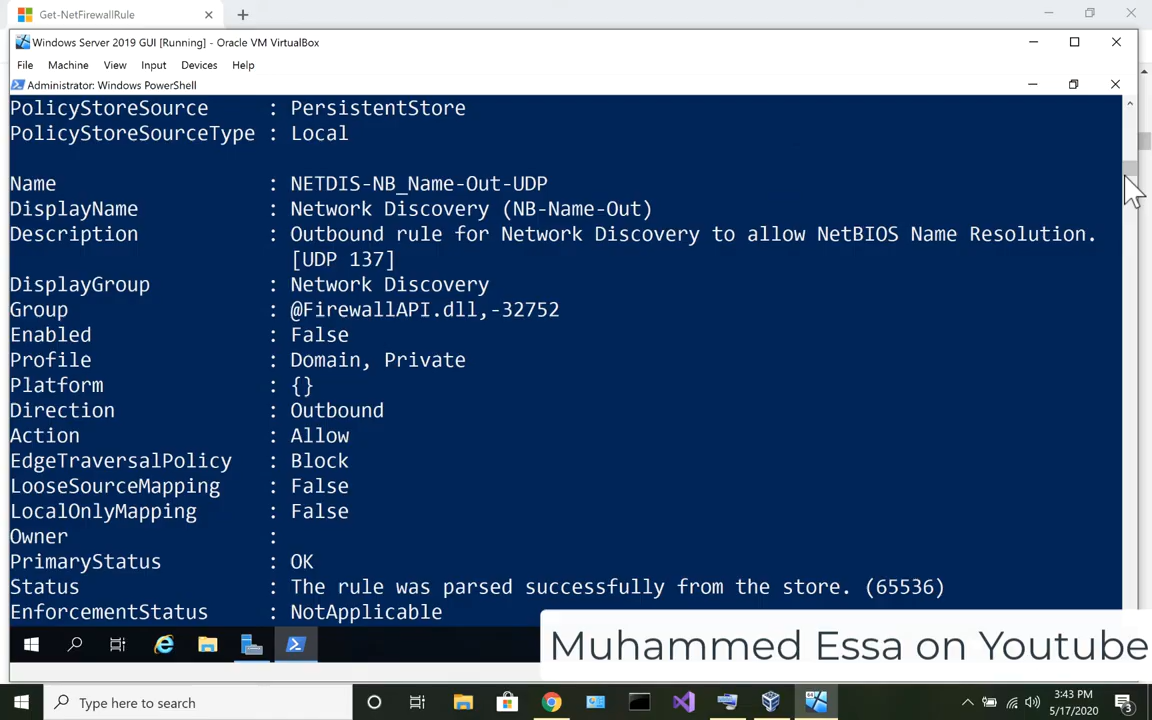 Get-NetFirewallRule
Windows Server 2019 GUI [Running] - Oracle VM VirtualBox
File Machine View Input Devices Help
Administrator: Windows PowerShell
PolicyStoreSource : PersistentStore
PolicyStoreSourceType : Local
Name : NETDIS-NB_Name-Out-UDP
DisplayName : Network Discovery (NB-Name-Out)
Description : Outbound rule for Network Discovery to allow NetBIOS Name Resolution.
[UDP 137]
DisplayGroup : Network Discovery
Group : @FirewallAPI.dll,-32752
Enabled : False
Profile : Domain, Private
Platform : {}
Direction : Outbound
Action : Allow
EdgeTraversalPolicy : Block
LooseSourceMapping : False
LocalOnlyMapping : False
Owner :
PrimaryStatus : OK
Status : The rule was parsed successfully from the store. (65536)
EnforcementStatus : NotApplicable
Muhammed Essa on Youtube
Type here to search
3:43 PM
5/17/2020
3